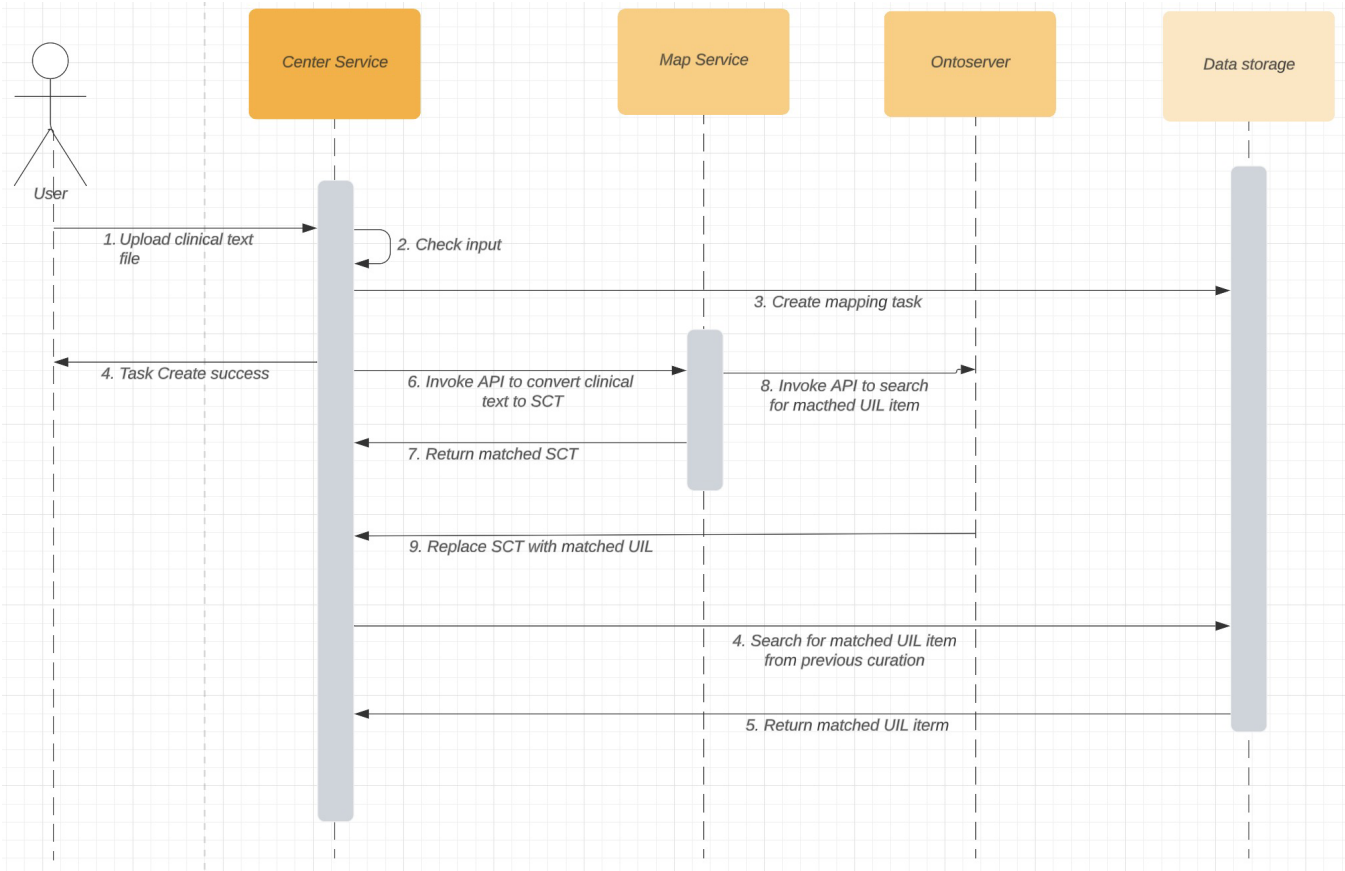 Center Service
Map Service
Ontoserver
Data storage
User
1. Upload clinical text
file
2. Check input
3. Create mapping task
4. Task Create success
6. Invoke API to convert clinical
text to SCT
8. Invoke API to search
for macthed UIL item
7. Return matched SCT
9. Replace SCT with matched UIL
4. Search for matched UIL item
from previous curation
5. Return matched UIL iterm